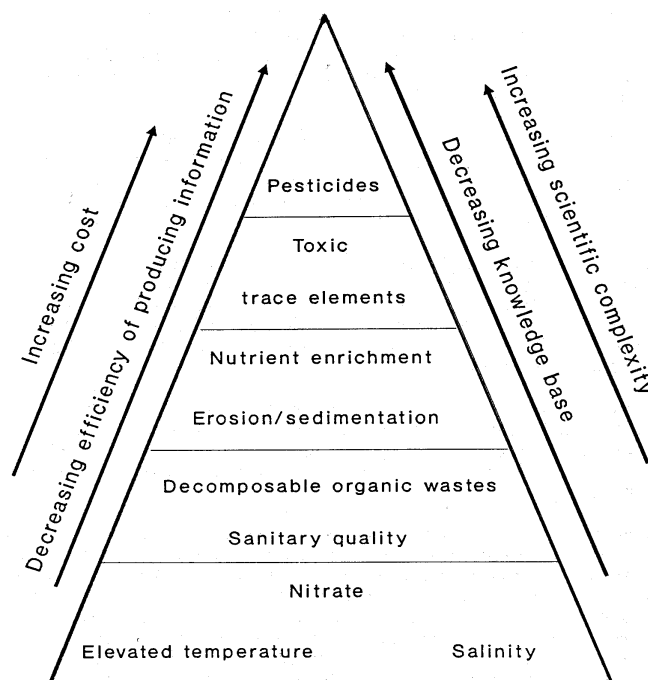 Increasing cost
Decreasing efficiency of producing information
Decreasing knowledge base
Increasing scientific complexity
Pesticides
Toxic
trace elements
Nutrient enrichment
Erosion/sedimentation
Decomposable organic wastes
Sanitary quality
Nitrate
Elevated temperature Salinity